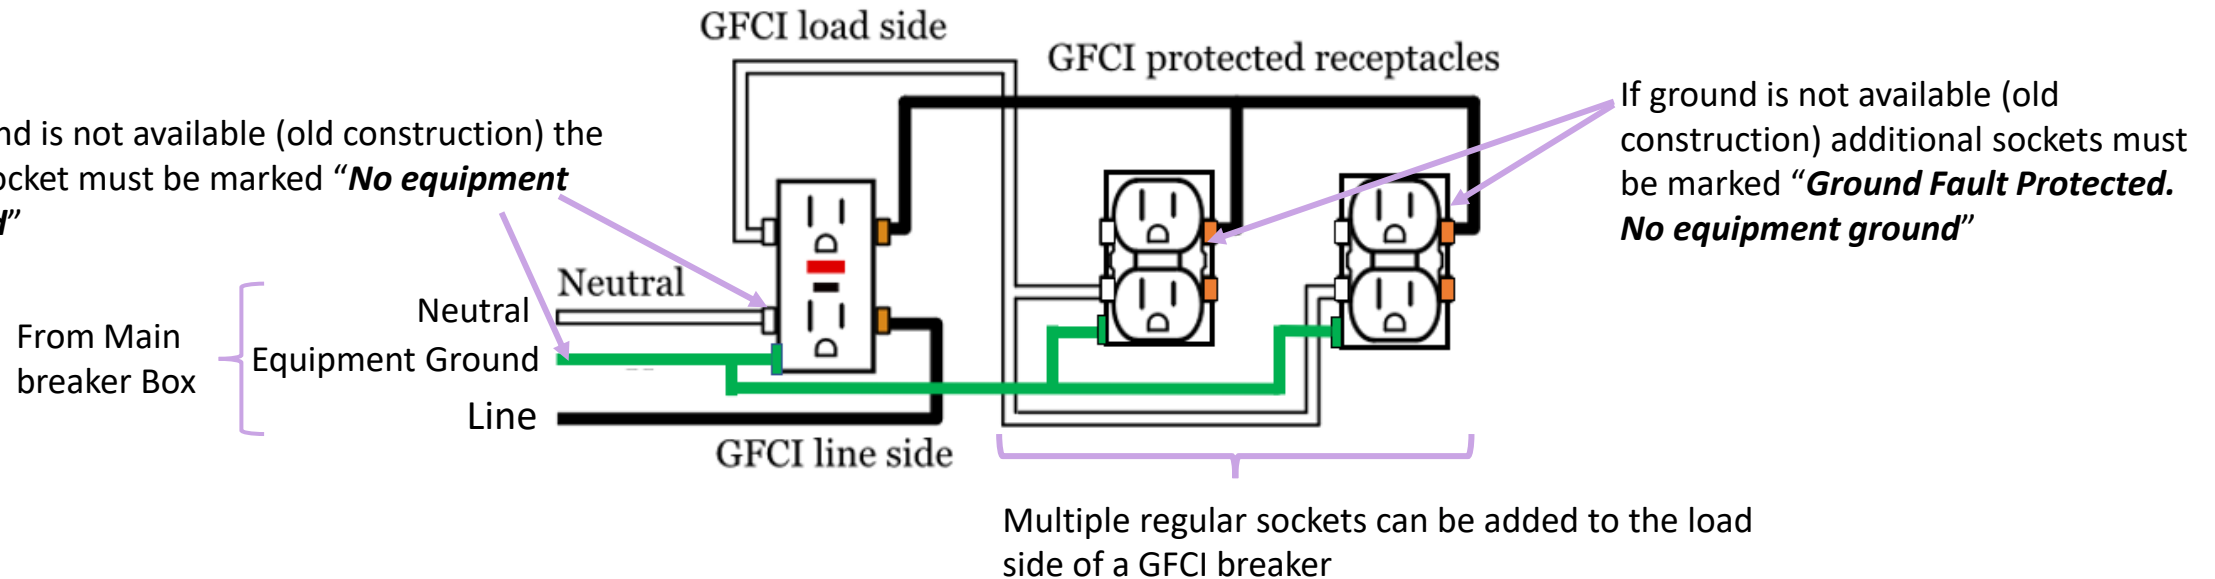 GFCI load side
GFCI protected receptacles
If ground is not available (old
construction) additional sockets must
be marked “Ground Fault Protected.
No equipment ground”
is not available (old construction) the
must be marked “No equipment
”
Neutral
Neutral
From Main
breaker Box
Equipment Ground
Line
GFCI line side
Multiple regular sockets can be added to the load
side of a GFCI breaker